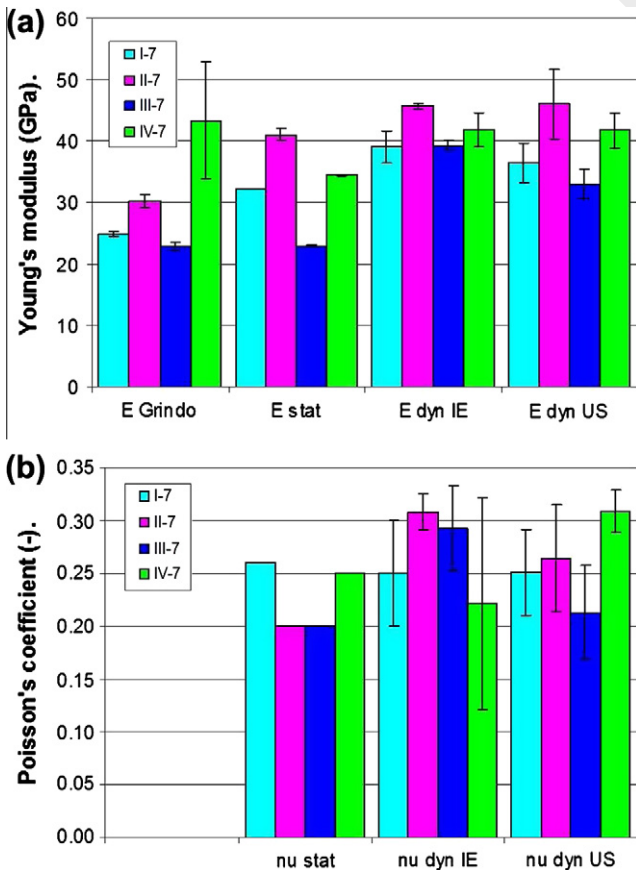 (a)
Young's modulus (GPa).
60
50
40
30
20
10
0
I-7
II-7
III-7
IV-7
E Grindo
E stat
E dyn IE
E dyn US
(b)
Poisson's coefficient (-).
0.35
0.30
0.25
0.20
0.15
0.10
0.05
0.00
I-7
II-7
III-7
IV-7
nu stat
nu dyn IE
nu dyn US